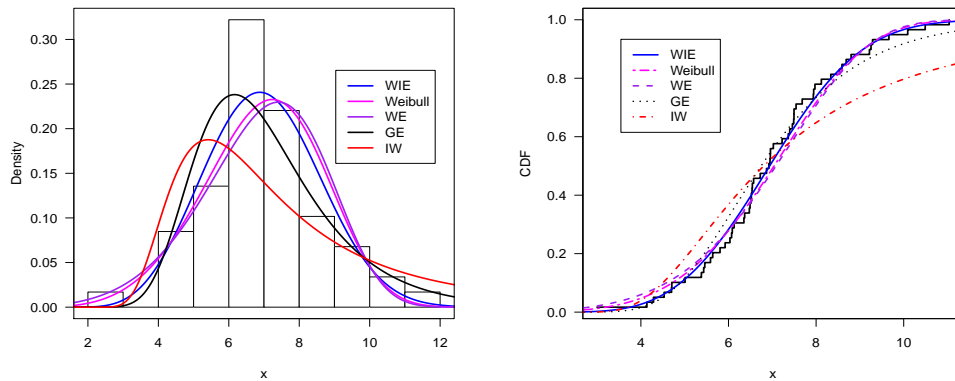 0.30
0.25
0.20
0.15
0.10
0.05
0.00
Density
2 4 6 8 10 12
x
WIE
Weibull
WE
GE
IW
1.0
0.8
0.6
0.4
0.2
0.0
CDF
4 6 8 10
x
WIE
Weibull
WE
GE
IW